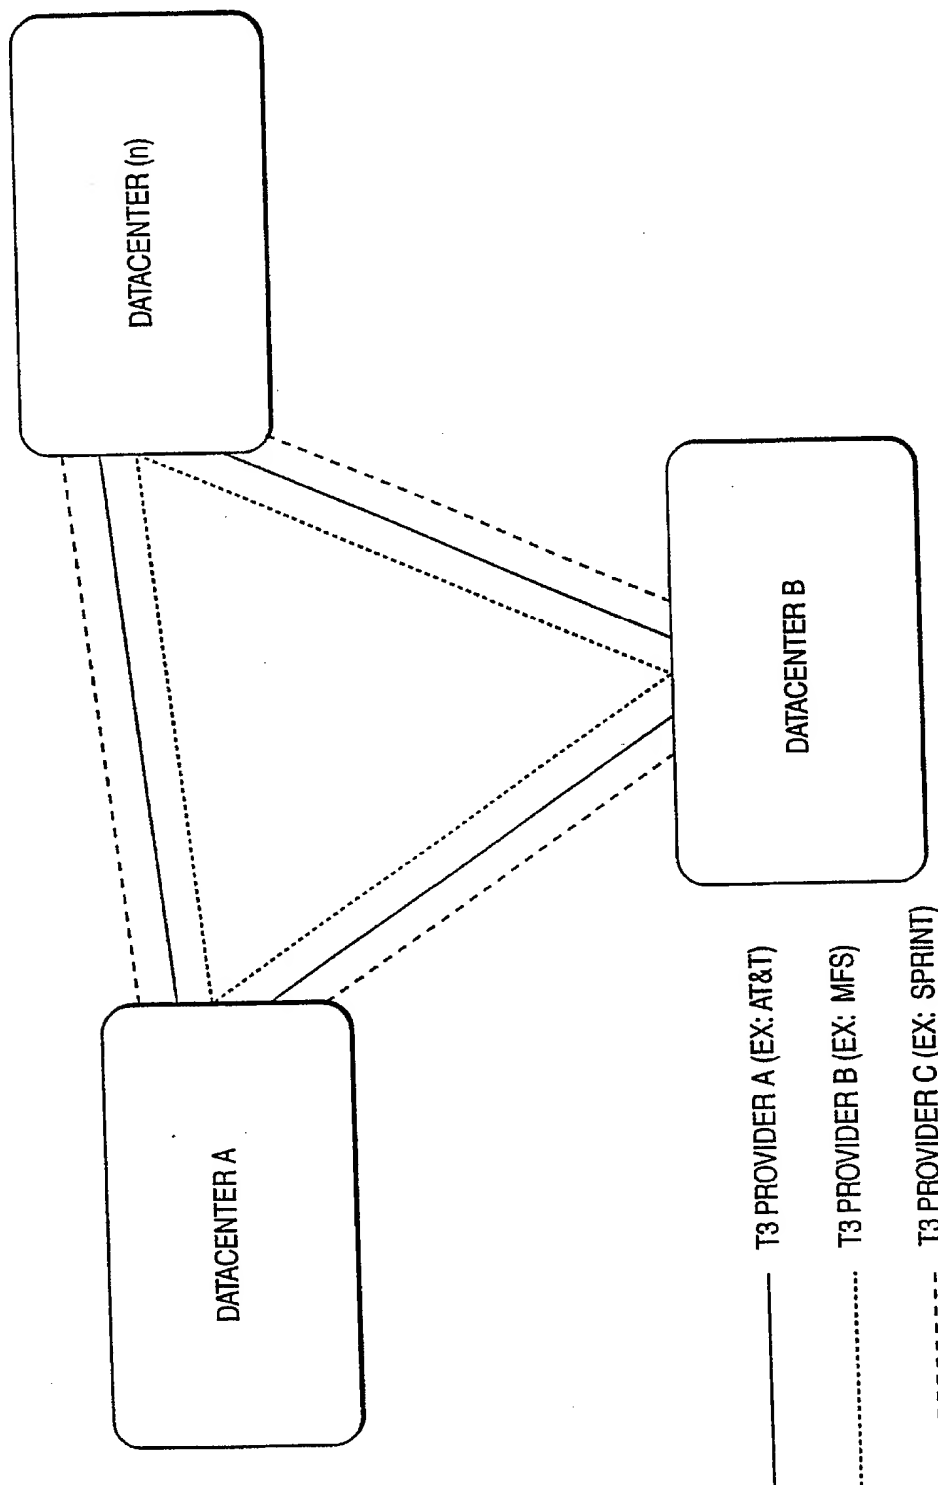 DATACENTER A
DATACENTER (n)
DATACENTER B
T3 PROVIDER A (EX: AT&T)
T3 PROVIDER B (EX: MFS)
T3 PROVIDER C (EX: SPRINT)